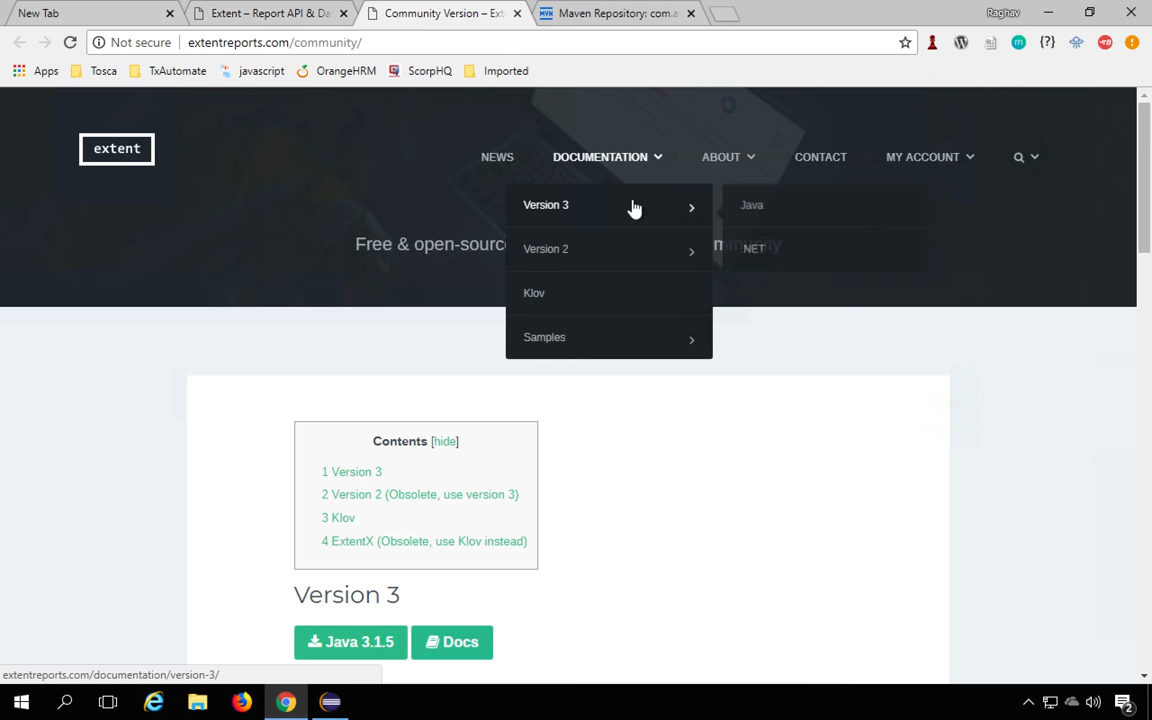 New Tab
Extent – Report API & Da
Community Version – Ex
Maven Repository: com.a
Raghav
Not secure
extentreports.com/community/
Apps
Tosca
TxAutomate
javascript
OrangeHRM
ScorpHQ
Imported
extent
NEWS
DOCUMENTATION
ABOUT
CONTACT
MY ACCOUNT
Version 3
Java
Free & open-sourc
mmunity
Version 2
.NET
Klov
Samples
Contents [hide]
1 Version 3
2 Version 2 (Obsolete, use version 3)
3 Klov
4 ExtentX (Obsolete, use Klov instead)
Version 3
Java 3.1.5
Docs
extentreports.com/documentation/version-3/
2